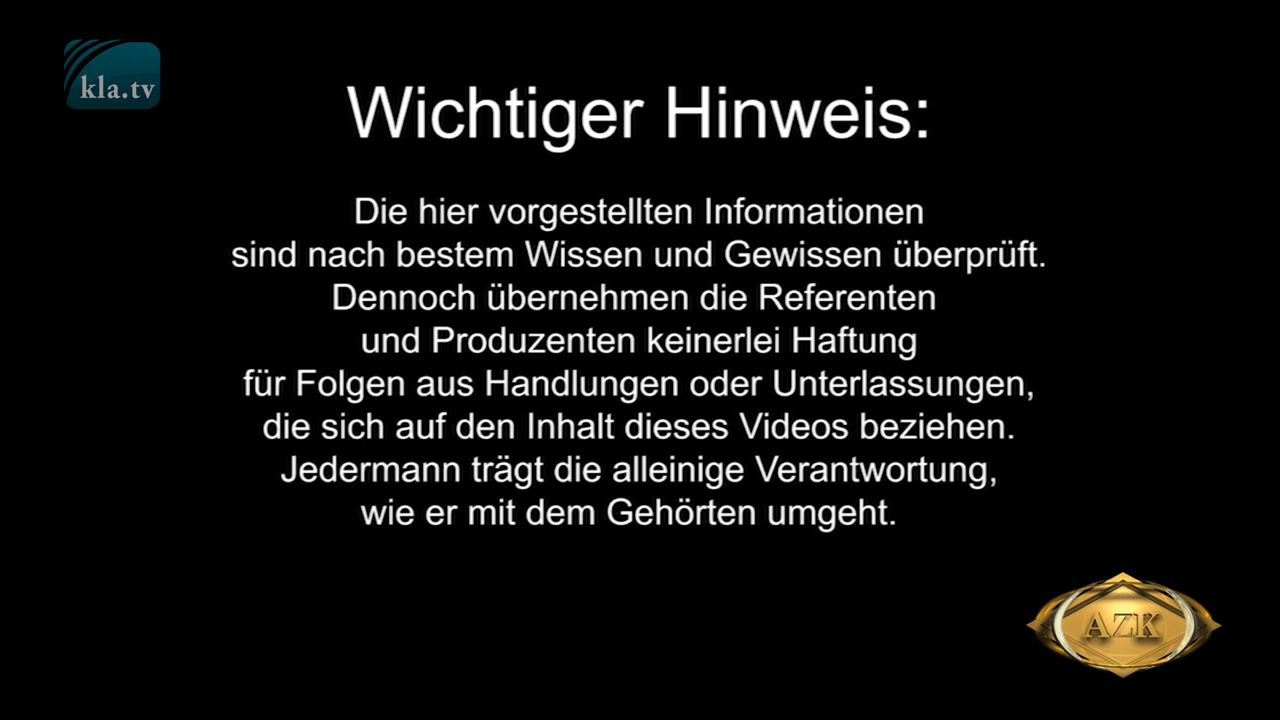 kla.tv
Wichtiger Hinweis:
Die hier vorgestellten Informationen
sind nach bestem Wissen und Gewissen überprüft.
Dennoch übernehmen die Referenten
und Produzenten keinerlei Haftung
für Folgen aus Handlungen oder Unterlassungen,
die sich auf den Inhalt dieses Videos beziehen.
Jedermann trägt die alleinige Verantwortung,
wie er mit dem Gehörten umgeht.
AZK